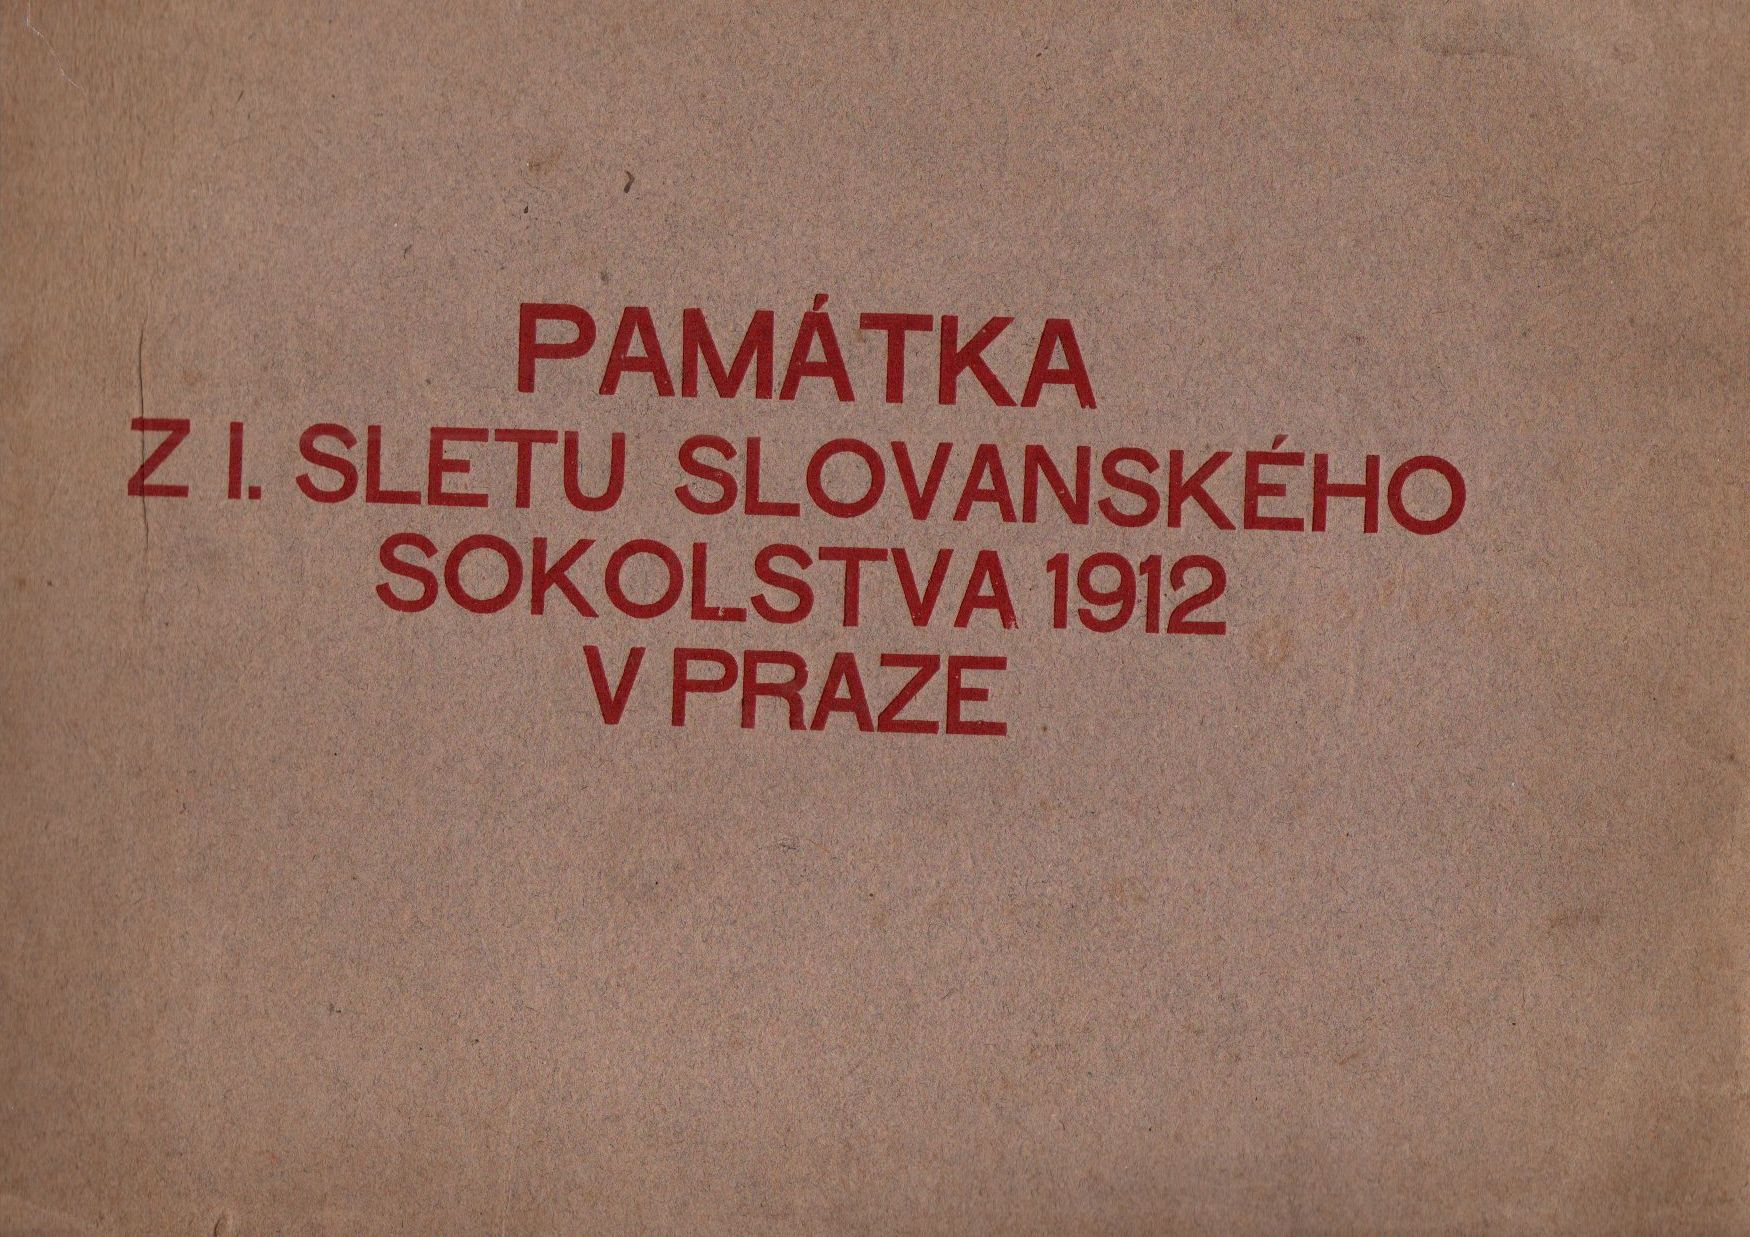 PAMÁTKA
Z I. SLETU SLOVANSKÉHO
SOKOLSTVA 1912
V PRAZE